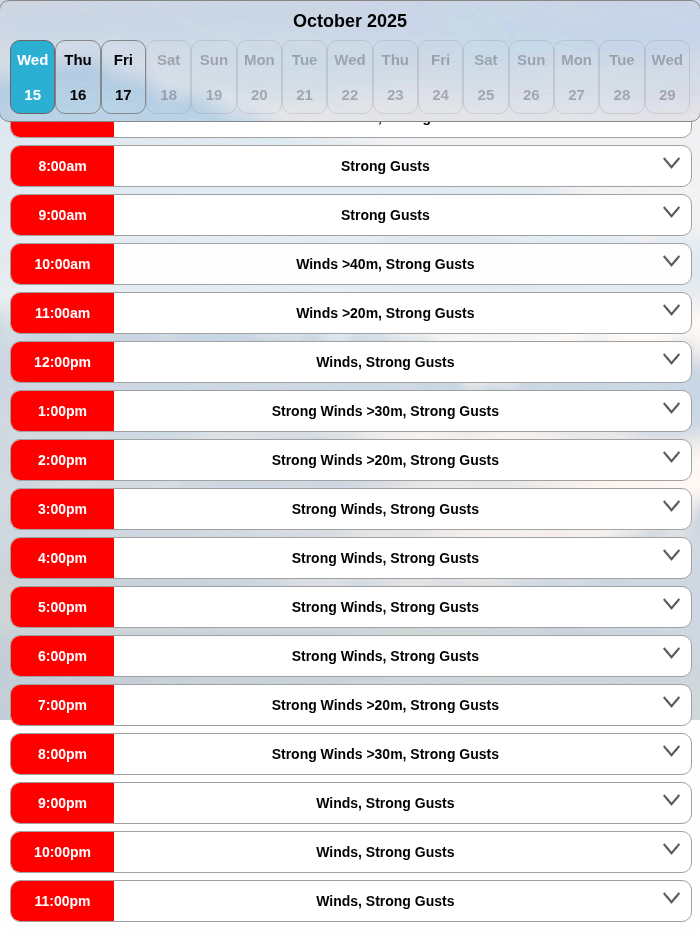 October 2025
Wed Thu Fri Sat Sun Mon Tue Wed Thu Fri Sat Sun Mon Tue Wed
15 16 17 18 19 20 21 22 23 24 25 26 27 28 29
8:00am Strong Gusts
9:00am Strong Gusts
10:00am Winds >40m, Strong Gusts
11:00am Winds >20m, Strong Gusts
12:00pm Winds, Strong Gusts
1:00pm Strong Winds >30m, Strong Gusts
2:00pm Strong Winds >20m, Strong Gusts
3:00pm Strong Winds, Strong Gusts
4:00pm Strong Winds, Strong Gusts
5:00pm Strong Winds, Strong Gusts
6:00pm Strong Winds, Strong Gusts
7:00pm Strong Winds >20m, Strong Gusts
8:00pm Strong Winds >30m, Strong Gusts
9:00pm Winds, Strong Gusts
10:00pm Winds, Strong Gusts
11:00pm Winds, Strong Gusts